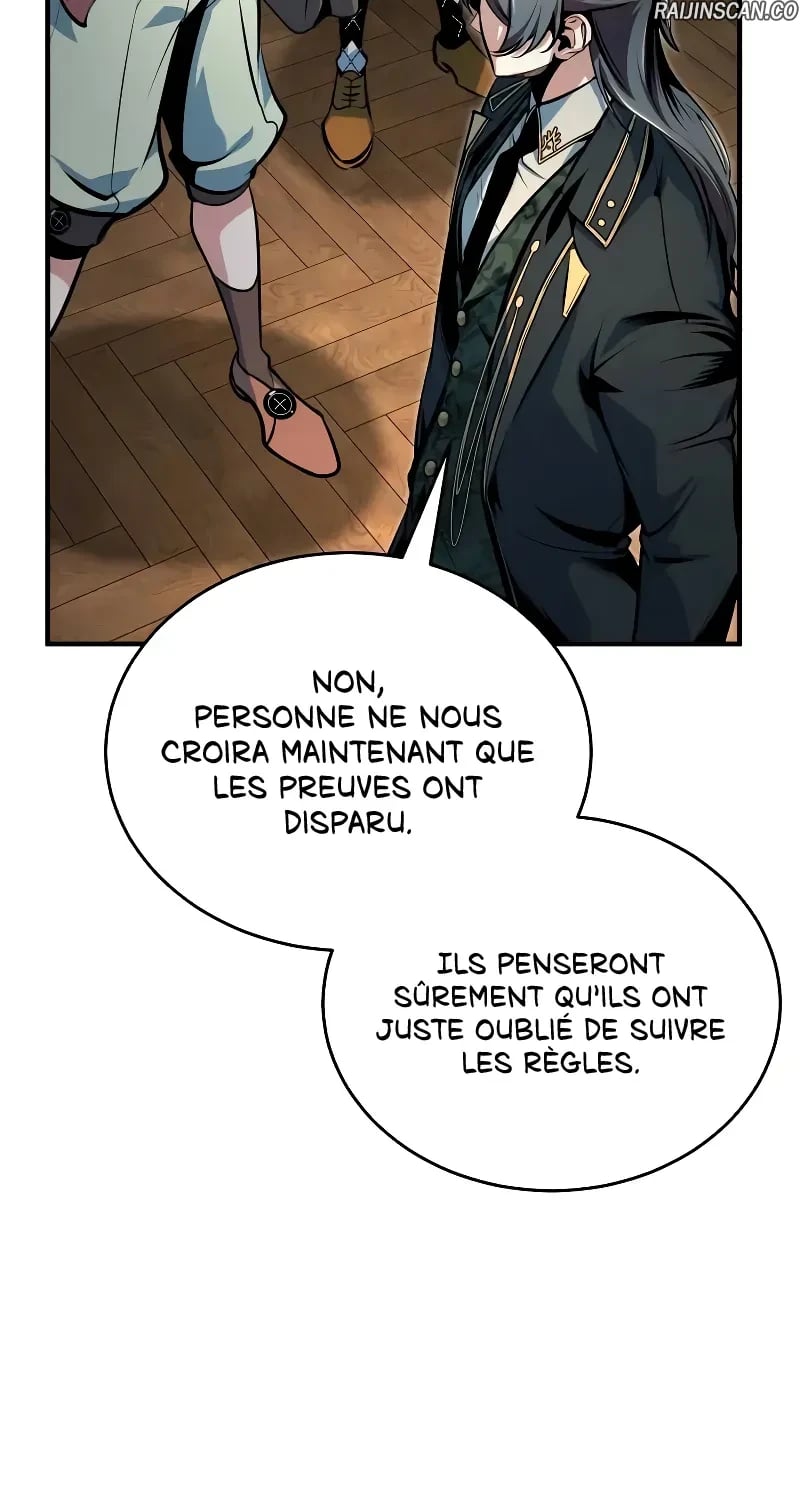 RAIJINSCAN.CO
NON,
PERSONNE NE NOUS
CROIRA MAINTENANT QUE
LES PREUVES ONT
DISPARU.
ILS PENSERONT
SÛREMENT QU'ILS ONT
JUSTE OUBLIÉ DE SUIVRE
LES RÈGLES.